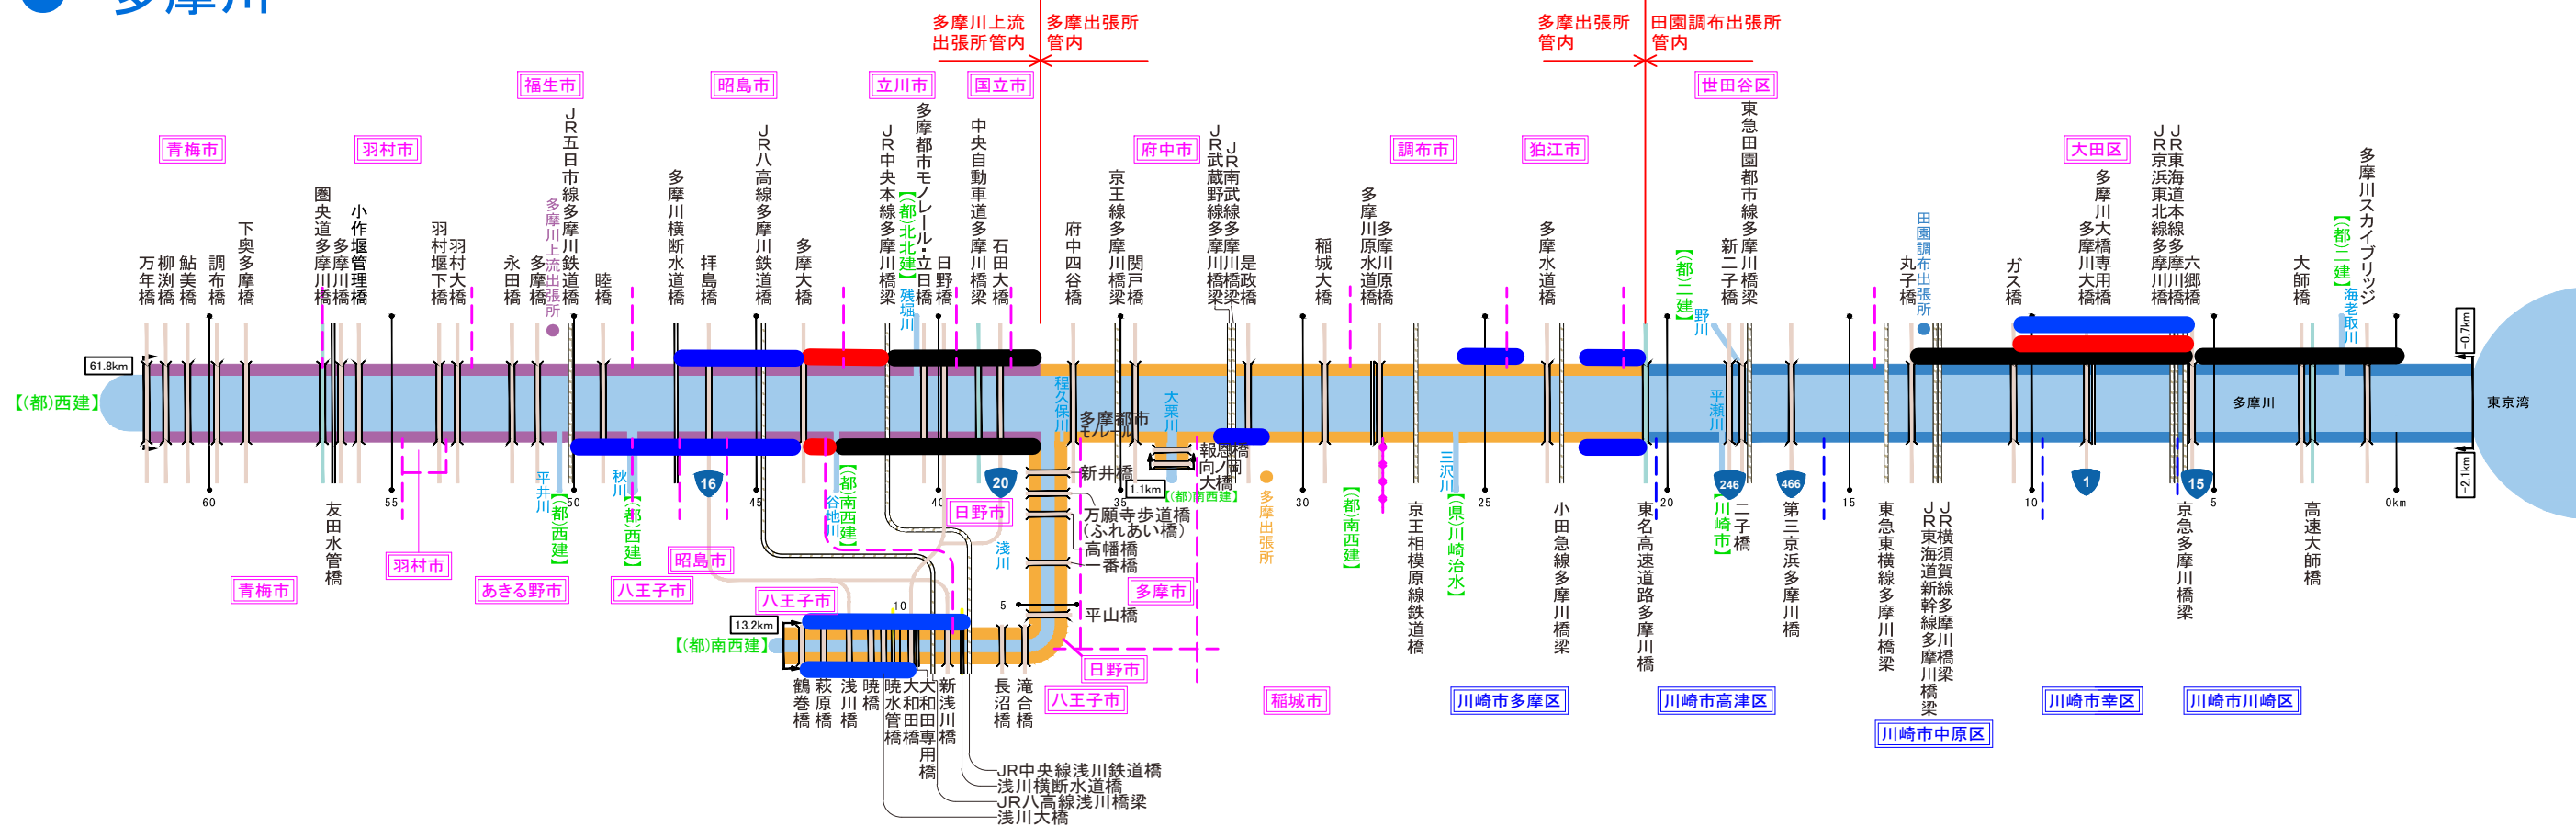 多摩川
多摩川上流
出張所管内
多摩出張所
管内
多摩出張所
管内
田園調布出張所
管内
福生市
昭島市
立川市
国立市
世田谷区
青梅市
羽村市
府中市
調布市
狛江市
大田区
万年橋
柳渕橋
鮎美橋
調布橋
下奥多摩橋
圏央道多摩川橋
多摩川橋
小作堰管理橋
羽村堰下橋
羽村大橋
永田橋
多摩橋
多摩川上流出張所
JR五日市線多摩川鉄道橋
睦橋
多摩川横断水道橋
拝島橋
JR八高線多摩川鉄道橋
多摩大橋
JR中央本線多摩川橋梁
【(都)北北建】
残堀川
多摩都市モノレール・立日橋
日野橋
中央自動車道多摩川橋梁
石田大橋
府中四谷橋
京王線多摩川橋梁
関戸橋
JR武蔵野線多摩川橋梁
JR南武線多摩川橋梁
是政橋
稲城大橋
多摩川原水道橋
多摩川原橋
多摩水道橋
【(都)二建】
野川
新二子橋
東急田園都市線多摩川橋梁
丸子橋
田園調布出張所
ガス橋
多摩川大橋
多摩川大橋専用橋
JR京浜東北線多摩川橋
JR東海道本線多摩川橋
六郷橋
大師橋
【(都)二建】
海老取川
多摩川スカイブリッジ
61.8km
-0.7km
-2.1km
【(都)西建】
多摩川
東京湾
程久保川
多摩都市
モノレール
大栗川
報恩橋
向ノ岡
大橋
1.1km
【(都)南西建】
新井橋
万願寺歩道橋
(ふれあい橋)
高幡橋
一番橋
平山橋
浅川
平井川
【(都)西建】
秋川
【(都)西建】
谷地川
【(都)南西建】
多摩出張所
【(都)南西建】
三沢川
【(県)川崎治水】
平瀬川
【川崎市】
60
55
50
45
40
35
30
25
20
15
10
5
0km
16
20
246
466
1
15
友田水管橋
京王相模原線鉄道橋
小田急線多摩川橋梁
東名高速道路多摩川橋
二子橋
第三京浜多摩川橋
東急東横線多摩川橋梁
JR東海道新幹線多摩川橋梁
JR横須賀線多摩川橋梁
京急多摩川橋梁
高速大師橋
日野市
羽村市
昭島市
青梅市
あきる野市
八王子市
八王子市
多摩市
日野市
八王子市
稲城市
川崎市多摩区
川崎市高津区
川崎市中原区
川崎市幸区
川崎市川崎区
13.2km
【(都)南西建】
10
5
鶴巻橋
萩原橋
浅川橋
暁橋
暁水管橋
大和田橋
大和田専用橋
新浅川橋
長沼橋
滝合橋
JR中央線浅川鉄道橋
浅川横断水道橋
JR八高線浅川橋梁
浅川大橋